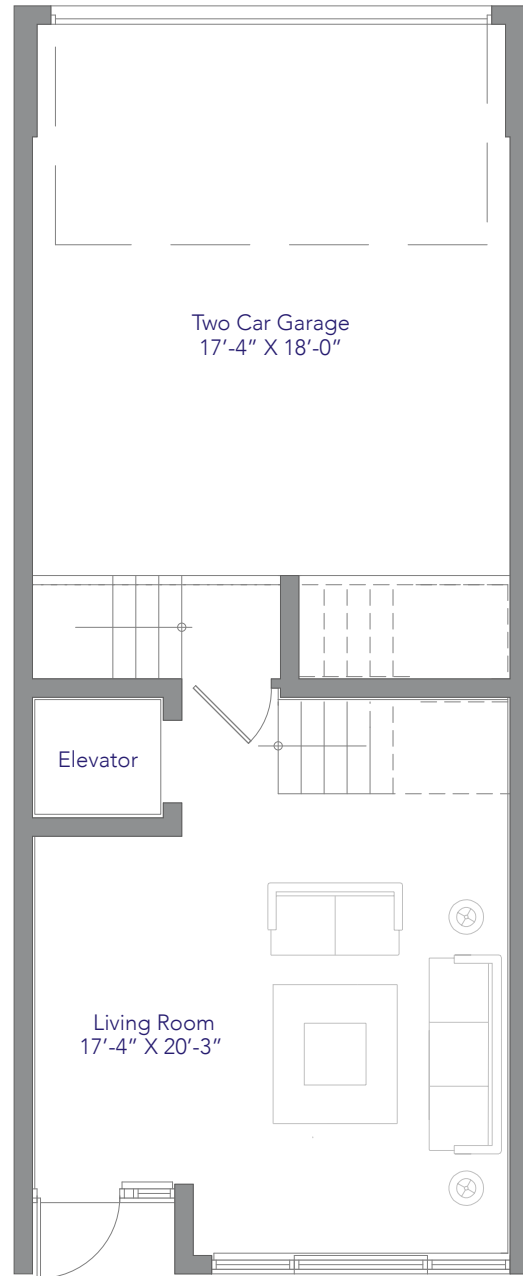 Two Car Garage
17’-4” X 18’-0”
Elevator
Living Room
17’-4” X 20’-3”